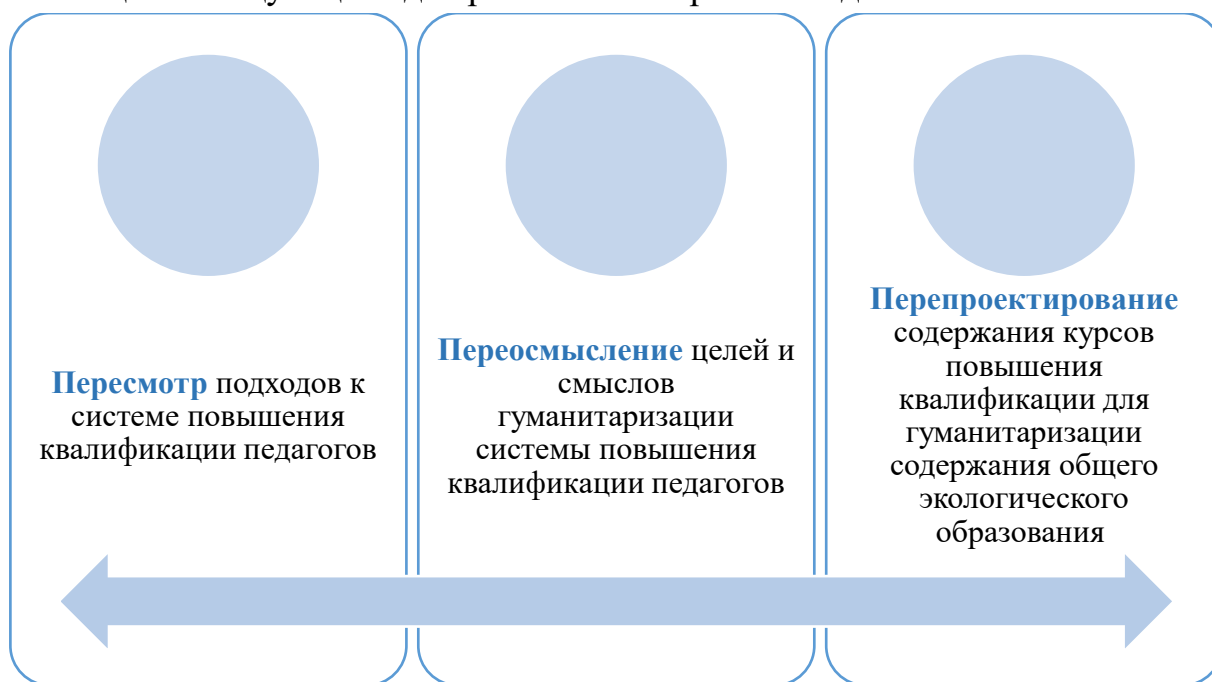 Пересмотр подходов к
системе повышения
квалификации педагогов
Переосмысление целей и
смыслов
гуманитаризации
системы повышения
квалификации педагогов
Перепроектирование
содержания курсов
повышения
квалификации для
гуманитаризации
содержания общего
экологического
образования